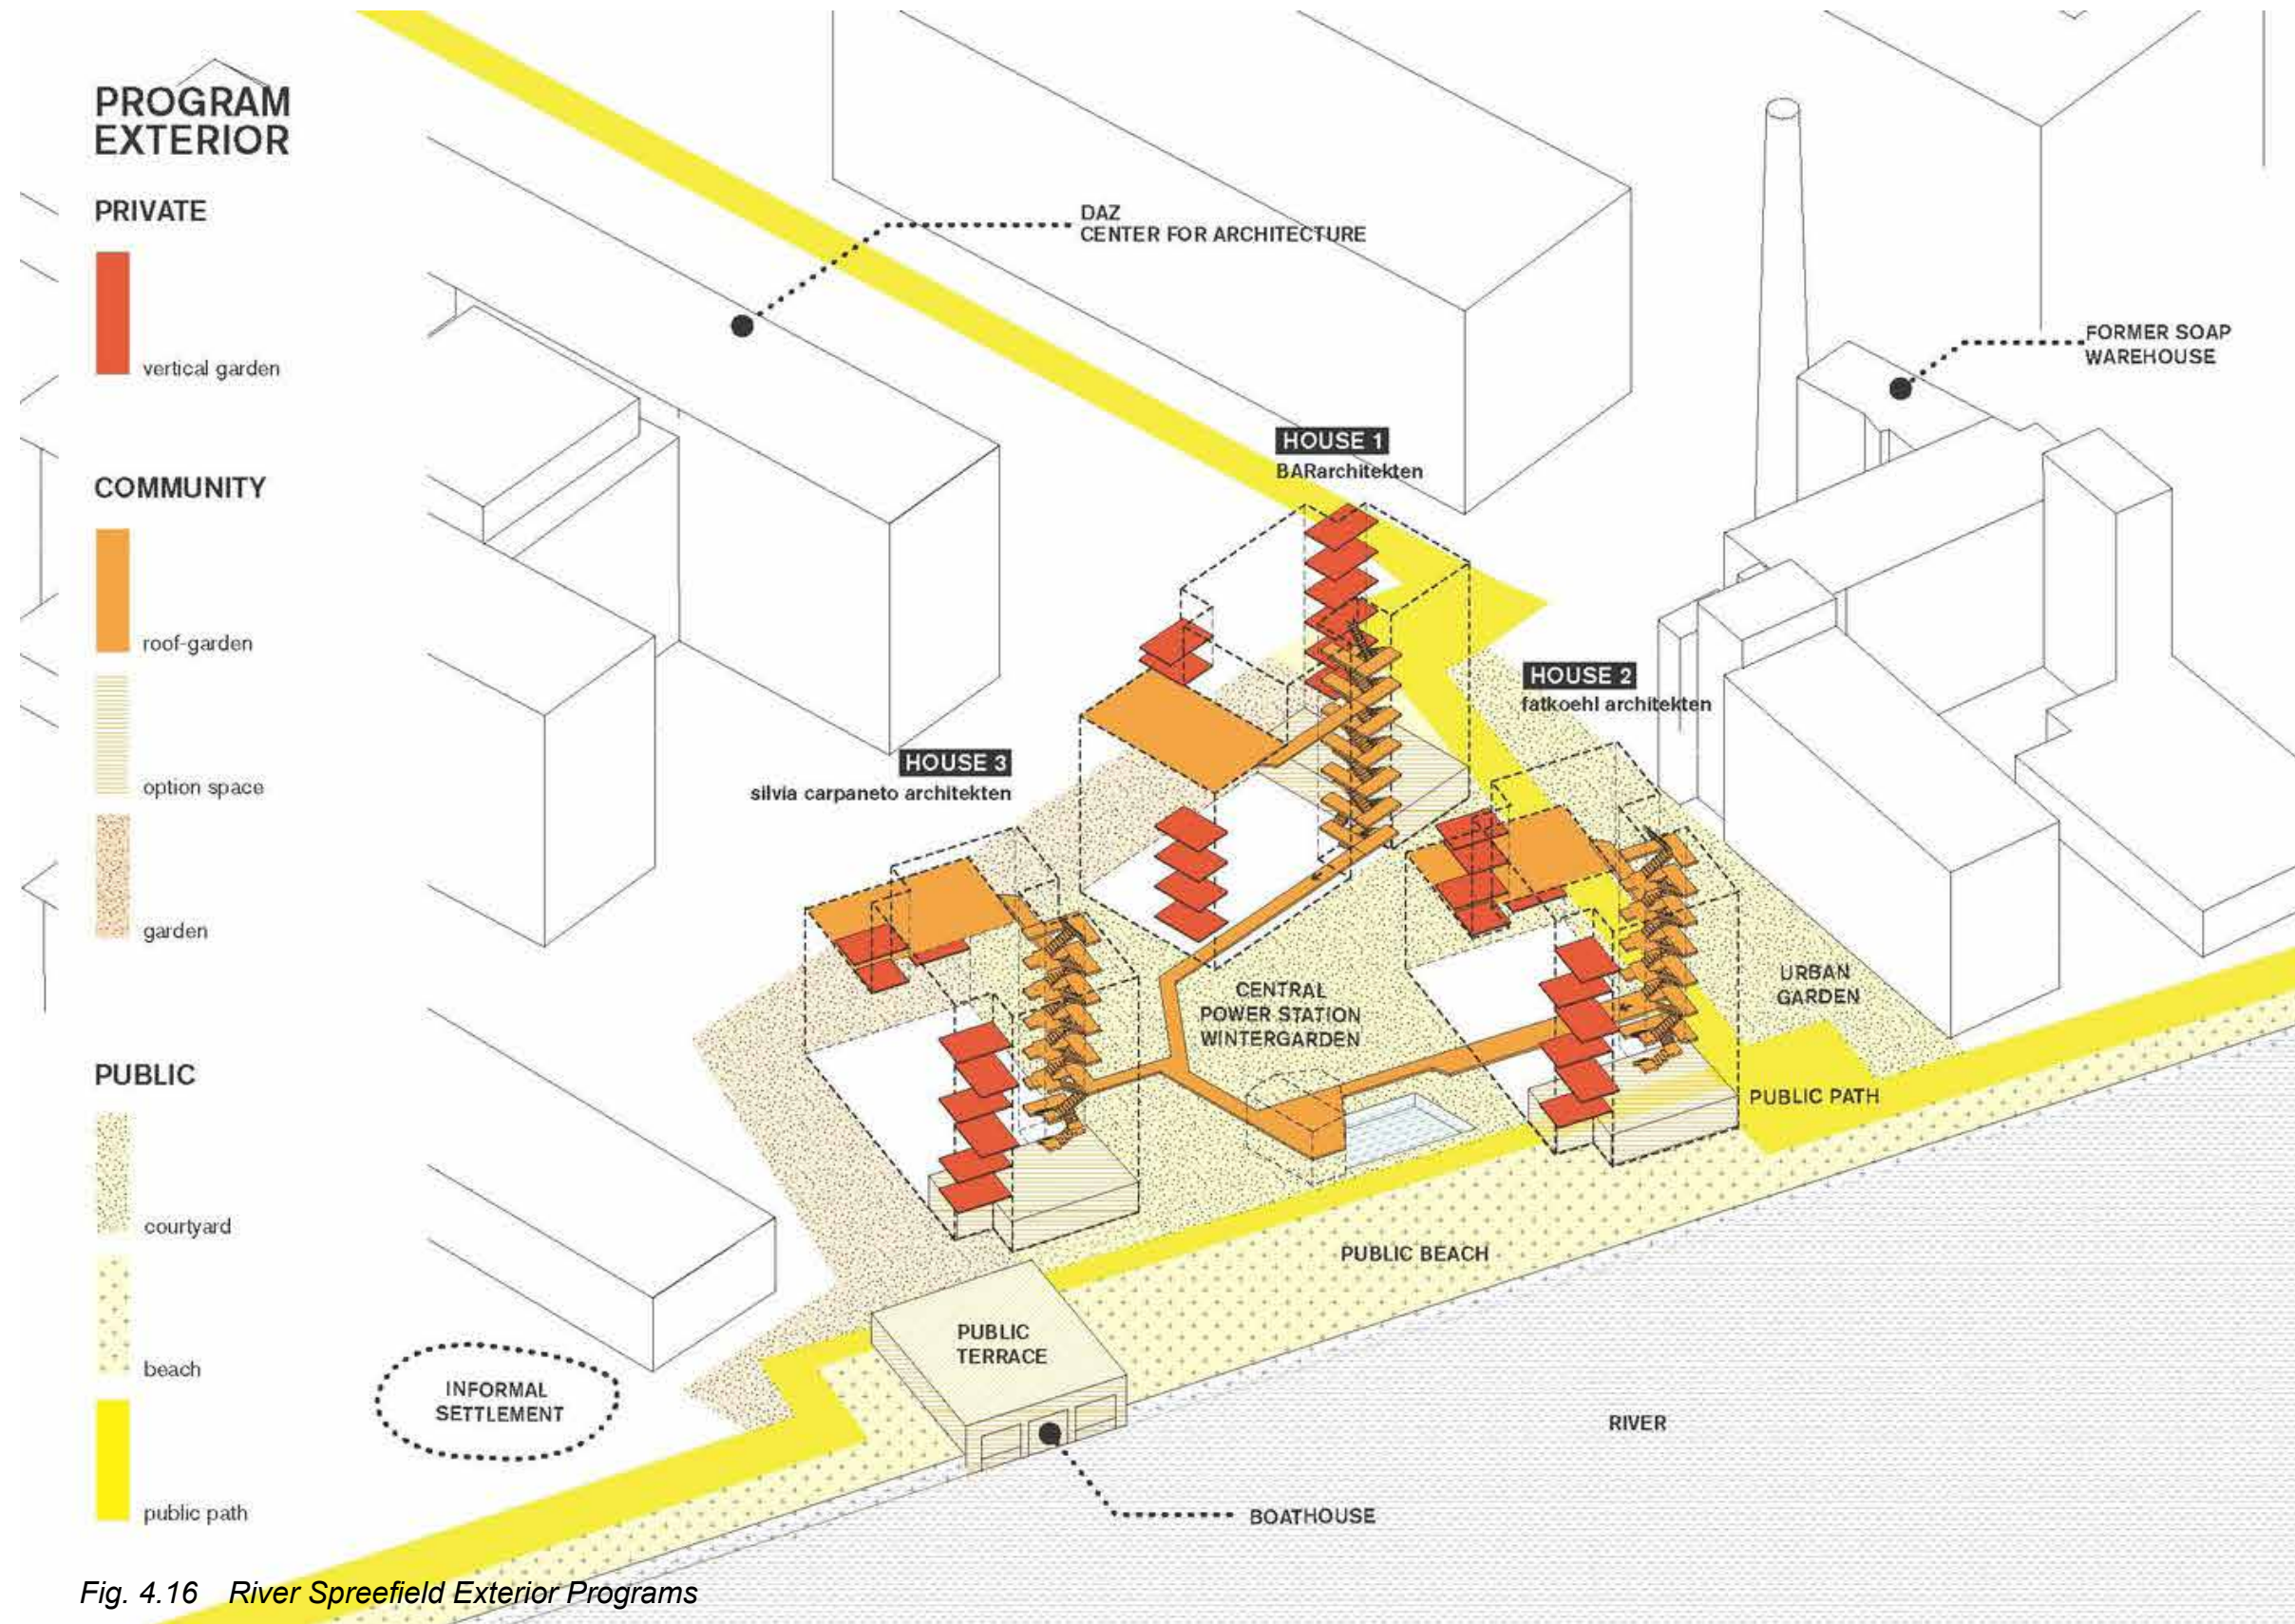 PROGRAM
EXTERIOR
PRIVATE
vertical garden
COMMUNITY
roof-garden
option space
garden
PUBLIC
courtyard
beach
public path
DAZ
CENTER FOR ARCHITECTURE
FORMER SOAP
WAREHOUSE
HOUSE 1
BARarchitekten
HOUSE 2
fatkoehl architekten
HOUSE 3
silvia carpaneto architekten
CENTRAL
POWER STATION
WINTERGARDEN
URBAN
GARDEN
PUBLIC PATH
PUBLIC BEACH
PUBLIC
TERRACE
INFORMAL
SETTLEMENT
RIVER
BOATHOUSE
Fig. 4.16 River Spreefield Exterior Programs